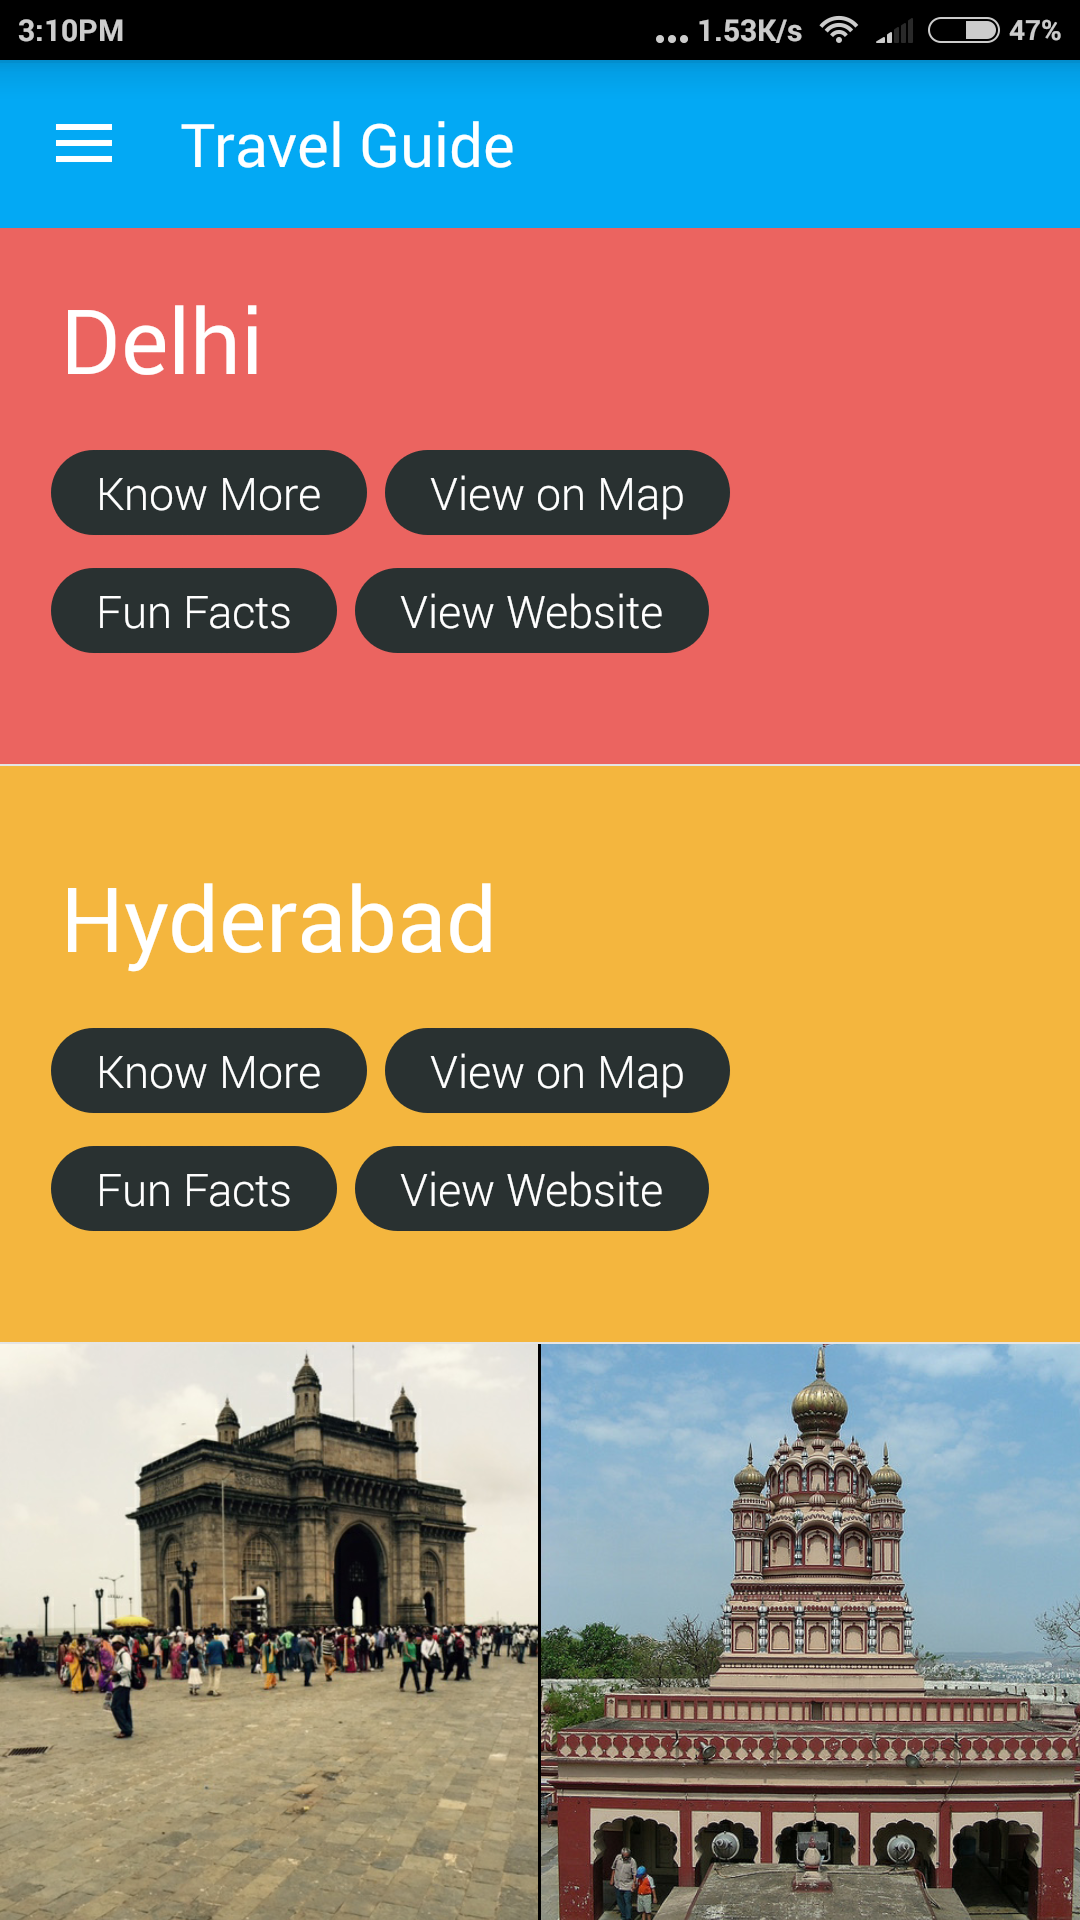 3:10PM ... 1.53K/s 47%
Travel Guide
Delhi
Know More View on Map
Fun Facts View Website
Hyderabad
Know More View on Map
Fun Facts View Website